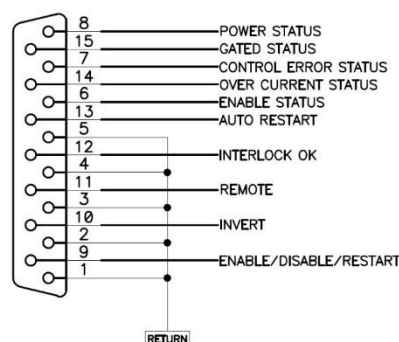 8 POWER STATUS
15 GATED STATUS
7 CONTROL ERROR STATUS
14 OVER CURRENT STATUS
6 ENABLE STATUS
13 AUTO RESTART
5
12 INTERLOCK OK
4
11 REMOTE
3
10 INVERT
2
9 ENABLE/DISABLE/RESTART
1
RETURN